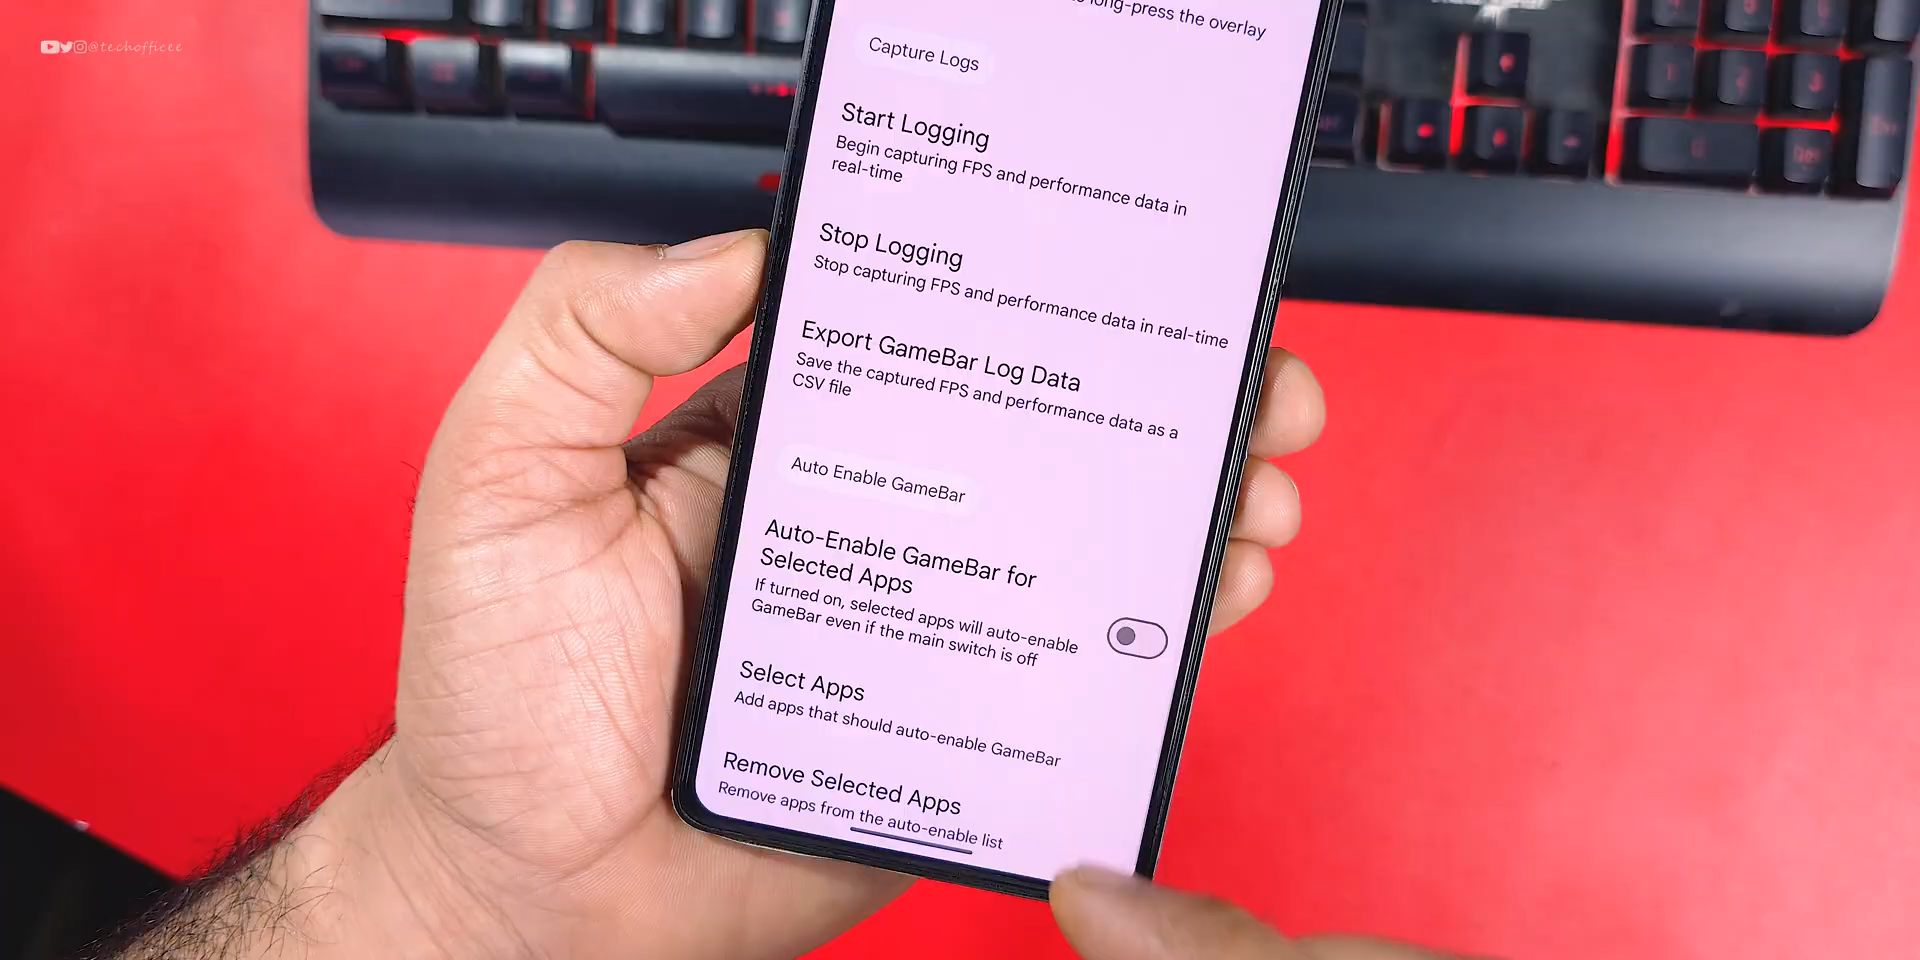 @techofficee
long-press the overlay
Capture Logs
Start Logging
Begin capturing FPS and performance data in
real-time
Stop Logging
Stop capturing FPS and performance data in real-time
Export GameBar Log Data
Save the captured FPS and performance data as a
CSV file
Auto Enable GameBar
Auto-Enable GameBar for
Selected Apps
If turned on, selected apps will auto-enable
GameBar even if the main switch is off
Select Apps
Add apps that should auto-enable GameBar
Remove Selected Apps
Remove apps from the auto-enable list